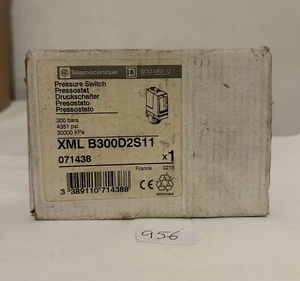 Telemecanique SQUARE D
Pressure Switch
Pressostat
Druckschalter
Presostato
Pressostato
300 bars
4351 psi
30000 KPa
XML B300D2S11
071438 x1
France
3 389110 714388
956